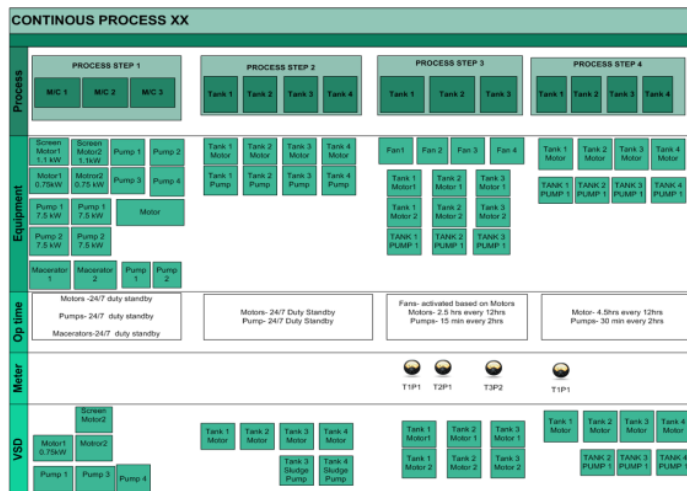 CONTINOUS PROCESS XX
Process
PROCESS STEP 1
M/C 1
M/C 2
M/C 3
PROCESS STEP 2
Tank 1
Tank 2
Tank 3
Tank 4
PROCESS STEP 3
Tank 1
Tank 2
Tank 3
PROCESS STEP 4
Tank 1
Tank 2
Tank 3
Tank 4
Equipment
Screen
Motor1
1.1 kW
Screen
Motor2
1.1kW
Pump 1
Pump 2
Motor1
0.75kW
Motror2
0.75 kW
Pump 3
Pump 4
Pump 1
7.5 kW
Pump 1
7.5 kW
Motor
Pump 2
7.5 kW
Pump 2
7.5 kW
Macerator
1
Macerator
2
Pump
1
Pump
2
Tank 1
Motor
Tank 2
Motor
Tank 3
Motor
Tank 4
Motor
Tank 1
Pump
Tank 2
Pump
Tank 3
Pump
Tank 4
Pump
Fan1
Fan 2
Fan 3
Fan 4
Tank 1
Motor1
Tank 2
Motor 1
Tank 3
Motor 1
Tank 1
Motor 2
Tank 2
Motor 2
Tank 3
Motor 2
TANK 1
PUMP 1
TANK 2
PUMP 1
TANK 3
PUMP 1
Tank 1
Motor
Tank 2
Motor
Tank 3
Motor
Tank 4
Motor
TANK 1
PUMP 1
TANK 2
PUMP 1
TANK 3
PUMP 1
TANK 4
PUMP 1
Op time
Motors -24/7 duty standby
Pumps- 24/7 duty standby
Macerators-24/7 duty standby
Motors- 24/7 Duty Standby
Pump- 24/7 Duty Standby
Fans- activated based on Motors
Motors- 2.5 hrs every 12hrs
Pumps- 15 min every 2hrs
Motor- 4.5hrs every 12hrs
Pumps- 30 min every 2hrs
Meter
T1P1
T2P1
T3P2
T1P1
VSD
Screen
Motor2
Motor1
0.75kW
Motror2
Pump 1
Pump 3
Pump 4
Tank 1
Motor
Tank 2
Motor
Tank 3
Motor
Tank 4
Motor
Tank 3
Sludge
Pump
Tank 4
Sludge
Pump
Tank 1
Motor1
Tank 2
Motor 1
Tank 3
Motor 1
Tank 1
Motor 2
Tank 2
Motor 2
Tank 3
Motor 2
Tank 1
Motor
Tank 2
Motor
Tank 3
Motor
Tank 4
Motor
TANK 2
PUMP 1
TANK 3
PUMP 1
TANK 4
PUMP 1